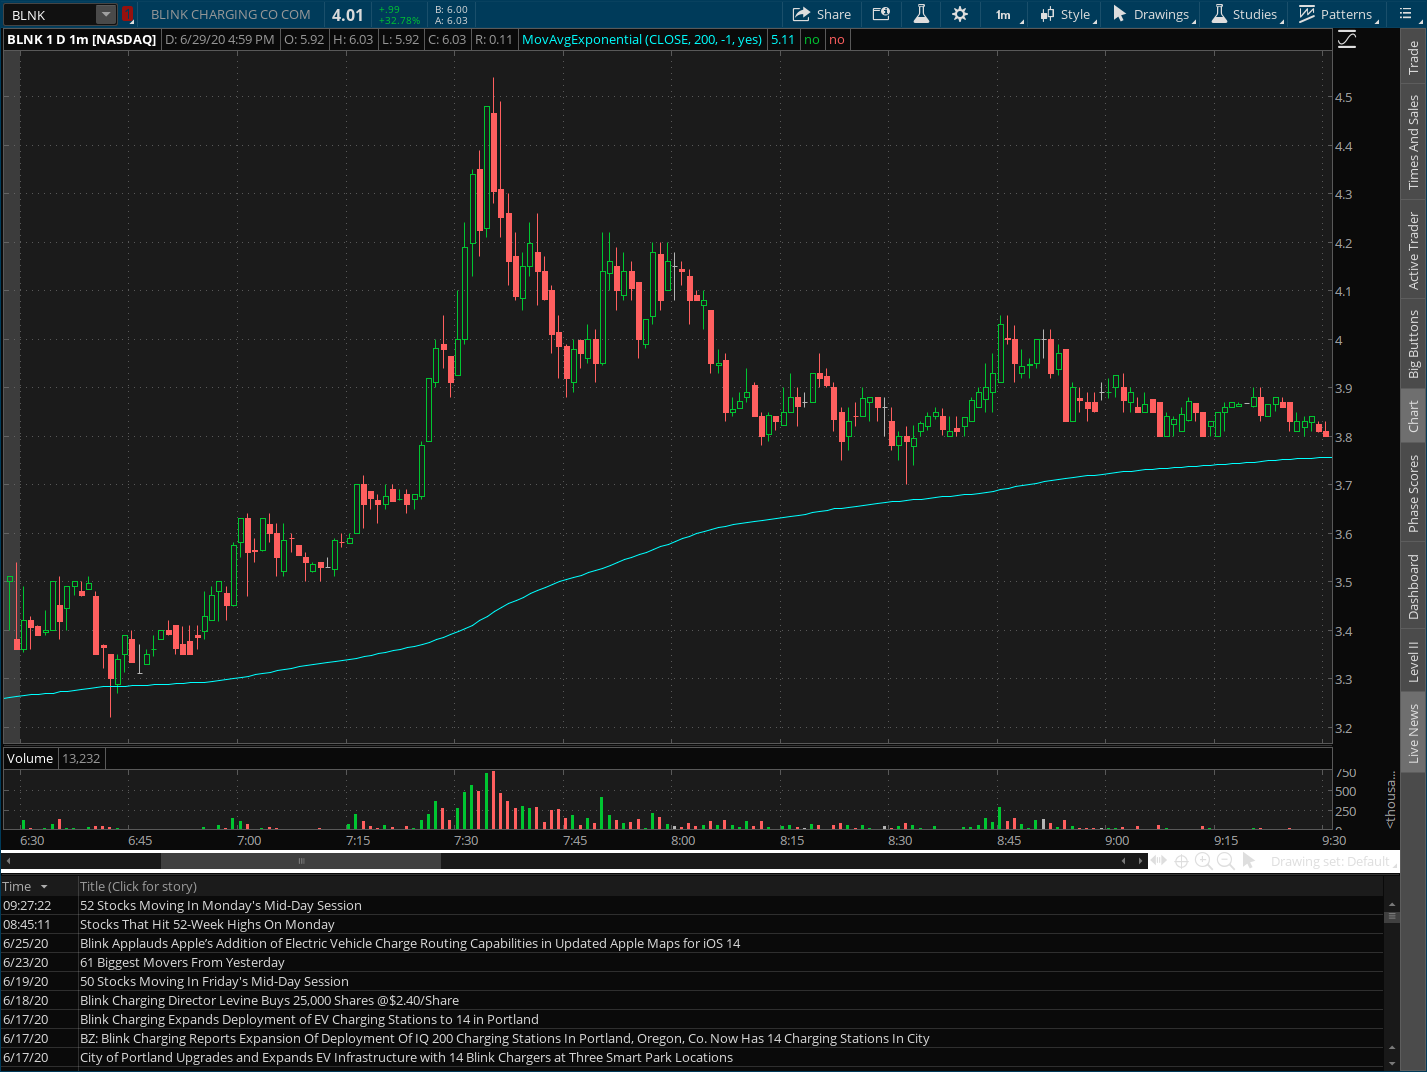 BLNK 1 BLINK CHARGING CO COM 4.01 +.99 B: 6.00 Share 1m Style Drawings Studies Patterns
+32.78% A: 6.03
BLNK 1 D 1m [NASDAQ] D: 6/29/20 4:59 PM O: 5.92 H: 6.03 L: 5.92 C: 6.03 R: 0.11 MovAvgExponential (CLOSE, 200, -1, yes) 5.11 no no
4.5
4.4
4.3
4.2
4.1
4
3.9
3.8
3.7
3.6
3.5
3.4
3.3
3.2
Trade
Times And Sales
Active Trader
Big Buttons
Chart
Phase Scores
Dashboard
Level II
Live News
Volume 13,232
750
500
250
0
<thousa...
6:30 6:45 7:00 7:15 7:30 7:45 8:00 8:15 8:30 8:45 9:00 9:15 9:30
Drawing set: Default
Time Title (Click for story)
09:27:22 52 Stocks Moving In Monday's Mid-Day Session
08:45:11 Stocks That Hit 52-Week Highs On Monday
6/25/20 Blink Applauds Apple’s Addition of Electric Vehicle Charge Routing Capabilities in Updated Apple Maps for iOS 14
6/23/20 61 Biggest Movers From Yesterday
6/19/20 50 Stocks Moving In Friday's Mid-Day Session
6/18/20 Blink Charging Director Levine Buys 25,000 Shares @$2.40/Share
6/17/20 Blink Charging Expands Deployment of EV Charging Stations to 14 in Portland
6/17/20 BZ: Blink Charging Reports Expansion Of Deployment Of IQ 200 Charging Stations In Portland, Oregon, Co. Now Has 14 Charging Stations In City
6/17/20 City of Portland Upgrades and Expands EV Infrastructure with 14 Blink Chargers at Three Smart Park Locations